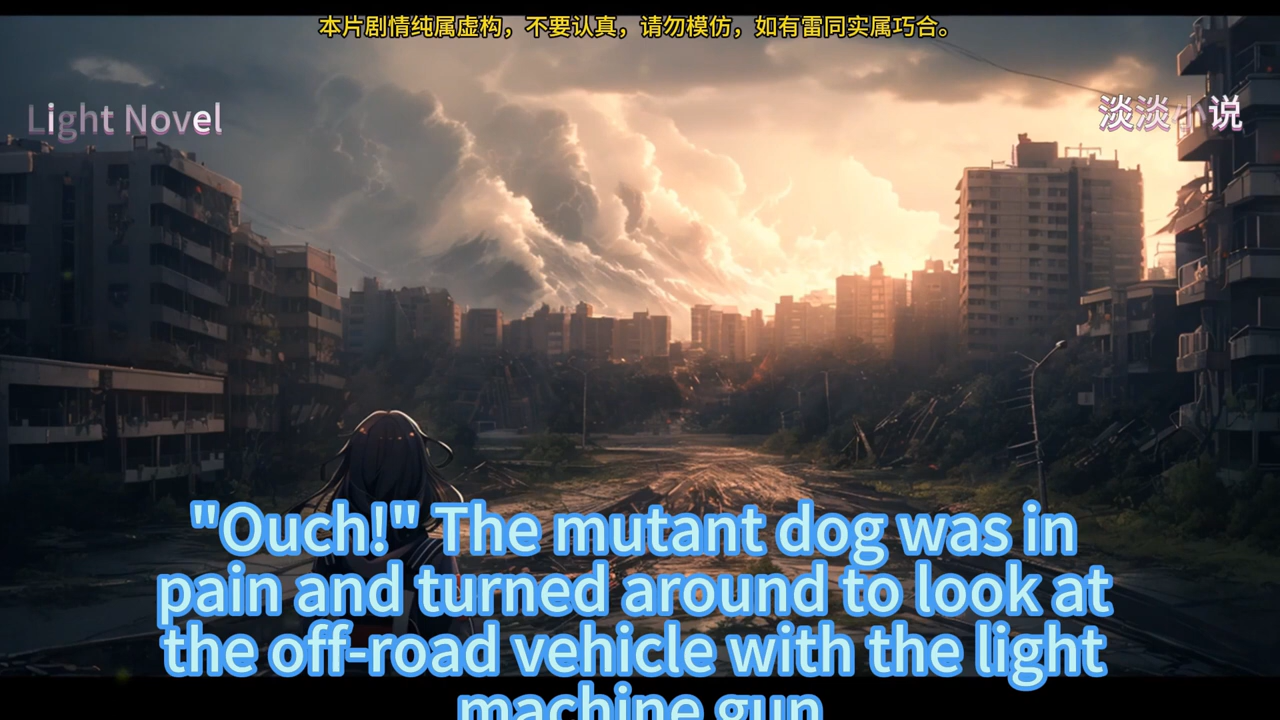 本片剧情纯属虚构，不要认真，请勿模仿，如有雷同实属巧合。
Light Novel
淡淡小说
"Ouch!" The mutant dog was in
pain and turned around to look at
the off-road vehicle with the light
machine gun